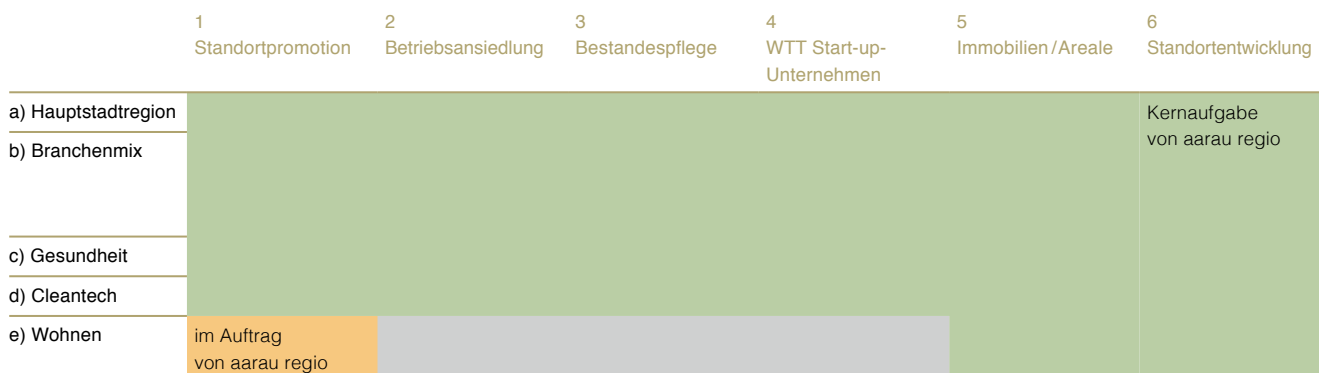 1
Standortpromotion
2
Betriebsansiedlung
3
Bestandespflege
4
WTT Start-up-
Unternehmen
5
Immobilien / Areale
6
Standortentwicklung
a) Hauptstadtregion
Kernaufgabe
von aarau regio
b) Branchenmix
c) Gesundheit
d) Cleantech
e) Wohnen
im Auftrag
von aarau regio